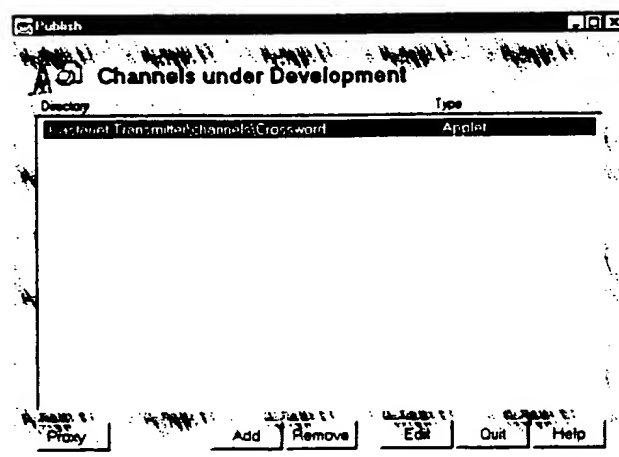 Publish
Channels under Development
Directory Type
Castanet Transmitter\channels\Crossword Applet
Proxy Add Remove Edit Quit Help